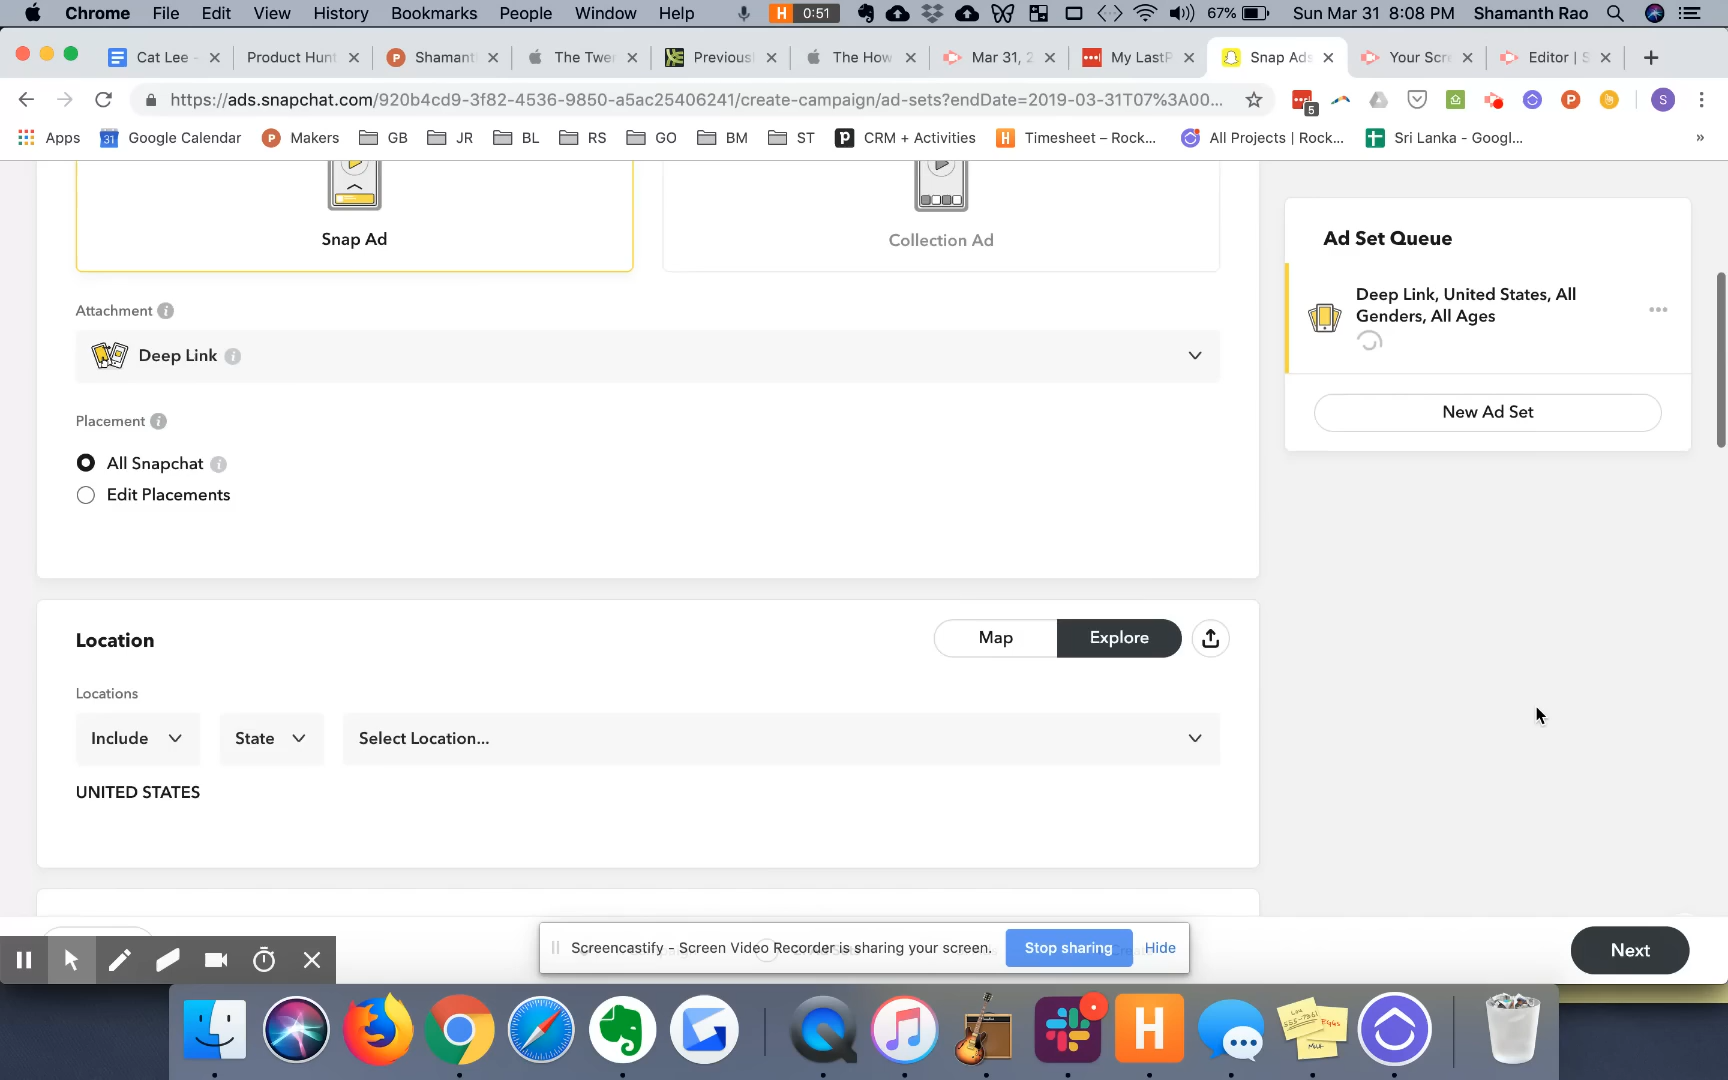 Chrome File Edit View History Bookmarks People Window Help
H 0:51
67%
Sun Mar 31 8:08 PM Shamanth Rao
Cat Lee -
Product Hunt
Shamant
The Twen
Previous
The How
Mar 31, 2
My LastP
Snap Ads
Your Scre
Editor | S
https://ads.snapchat.com/920b4cd9-3f82-4536-9850-a5ac25406241/create-campaign/ad-sets?endDate=2019-03-31T07%3A00...
5
S
Apps
31 Google Calendar
Makers
GB
JR
BL
RS
GO
BM
ST
CRM + Activities
Timesheet – Rock...
All Projects | Rock...
Sri Lanka - Googl...
»
Snap Ad
Collection Ad
Attachment
Deep Link
Placement
All Snapchat
Edit Placements
Location
Map
Explore
Locations
Include
State
Select Location...
UNITED STATES
Ad Set Queue
Deep Link, United States, All
Genders, All Ages
New Ad Set
Screencastify - Screen Video Recorder is sharing your screen.
Stop sharing
Hide
Next
H